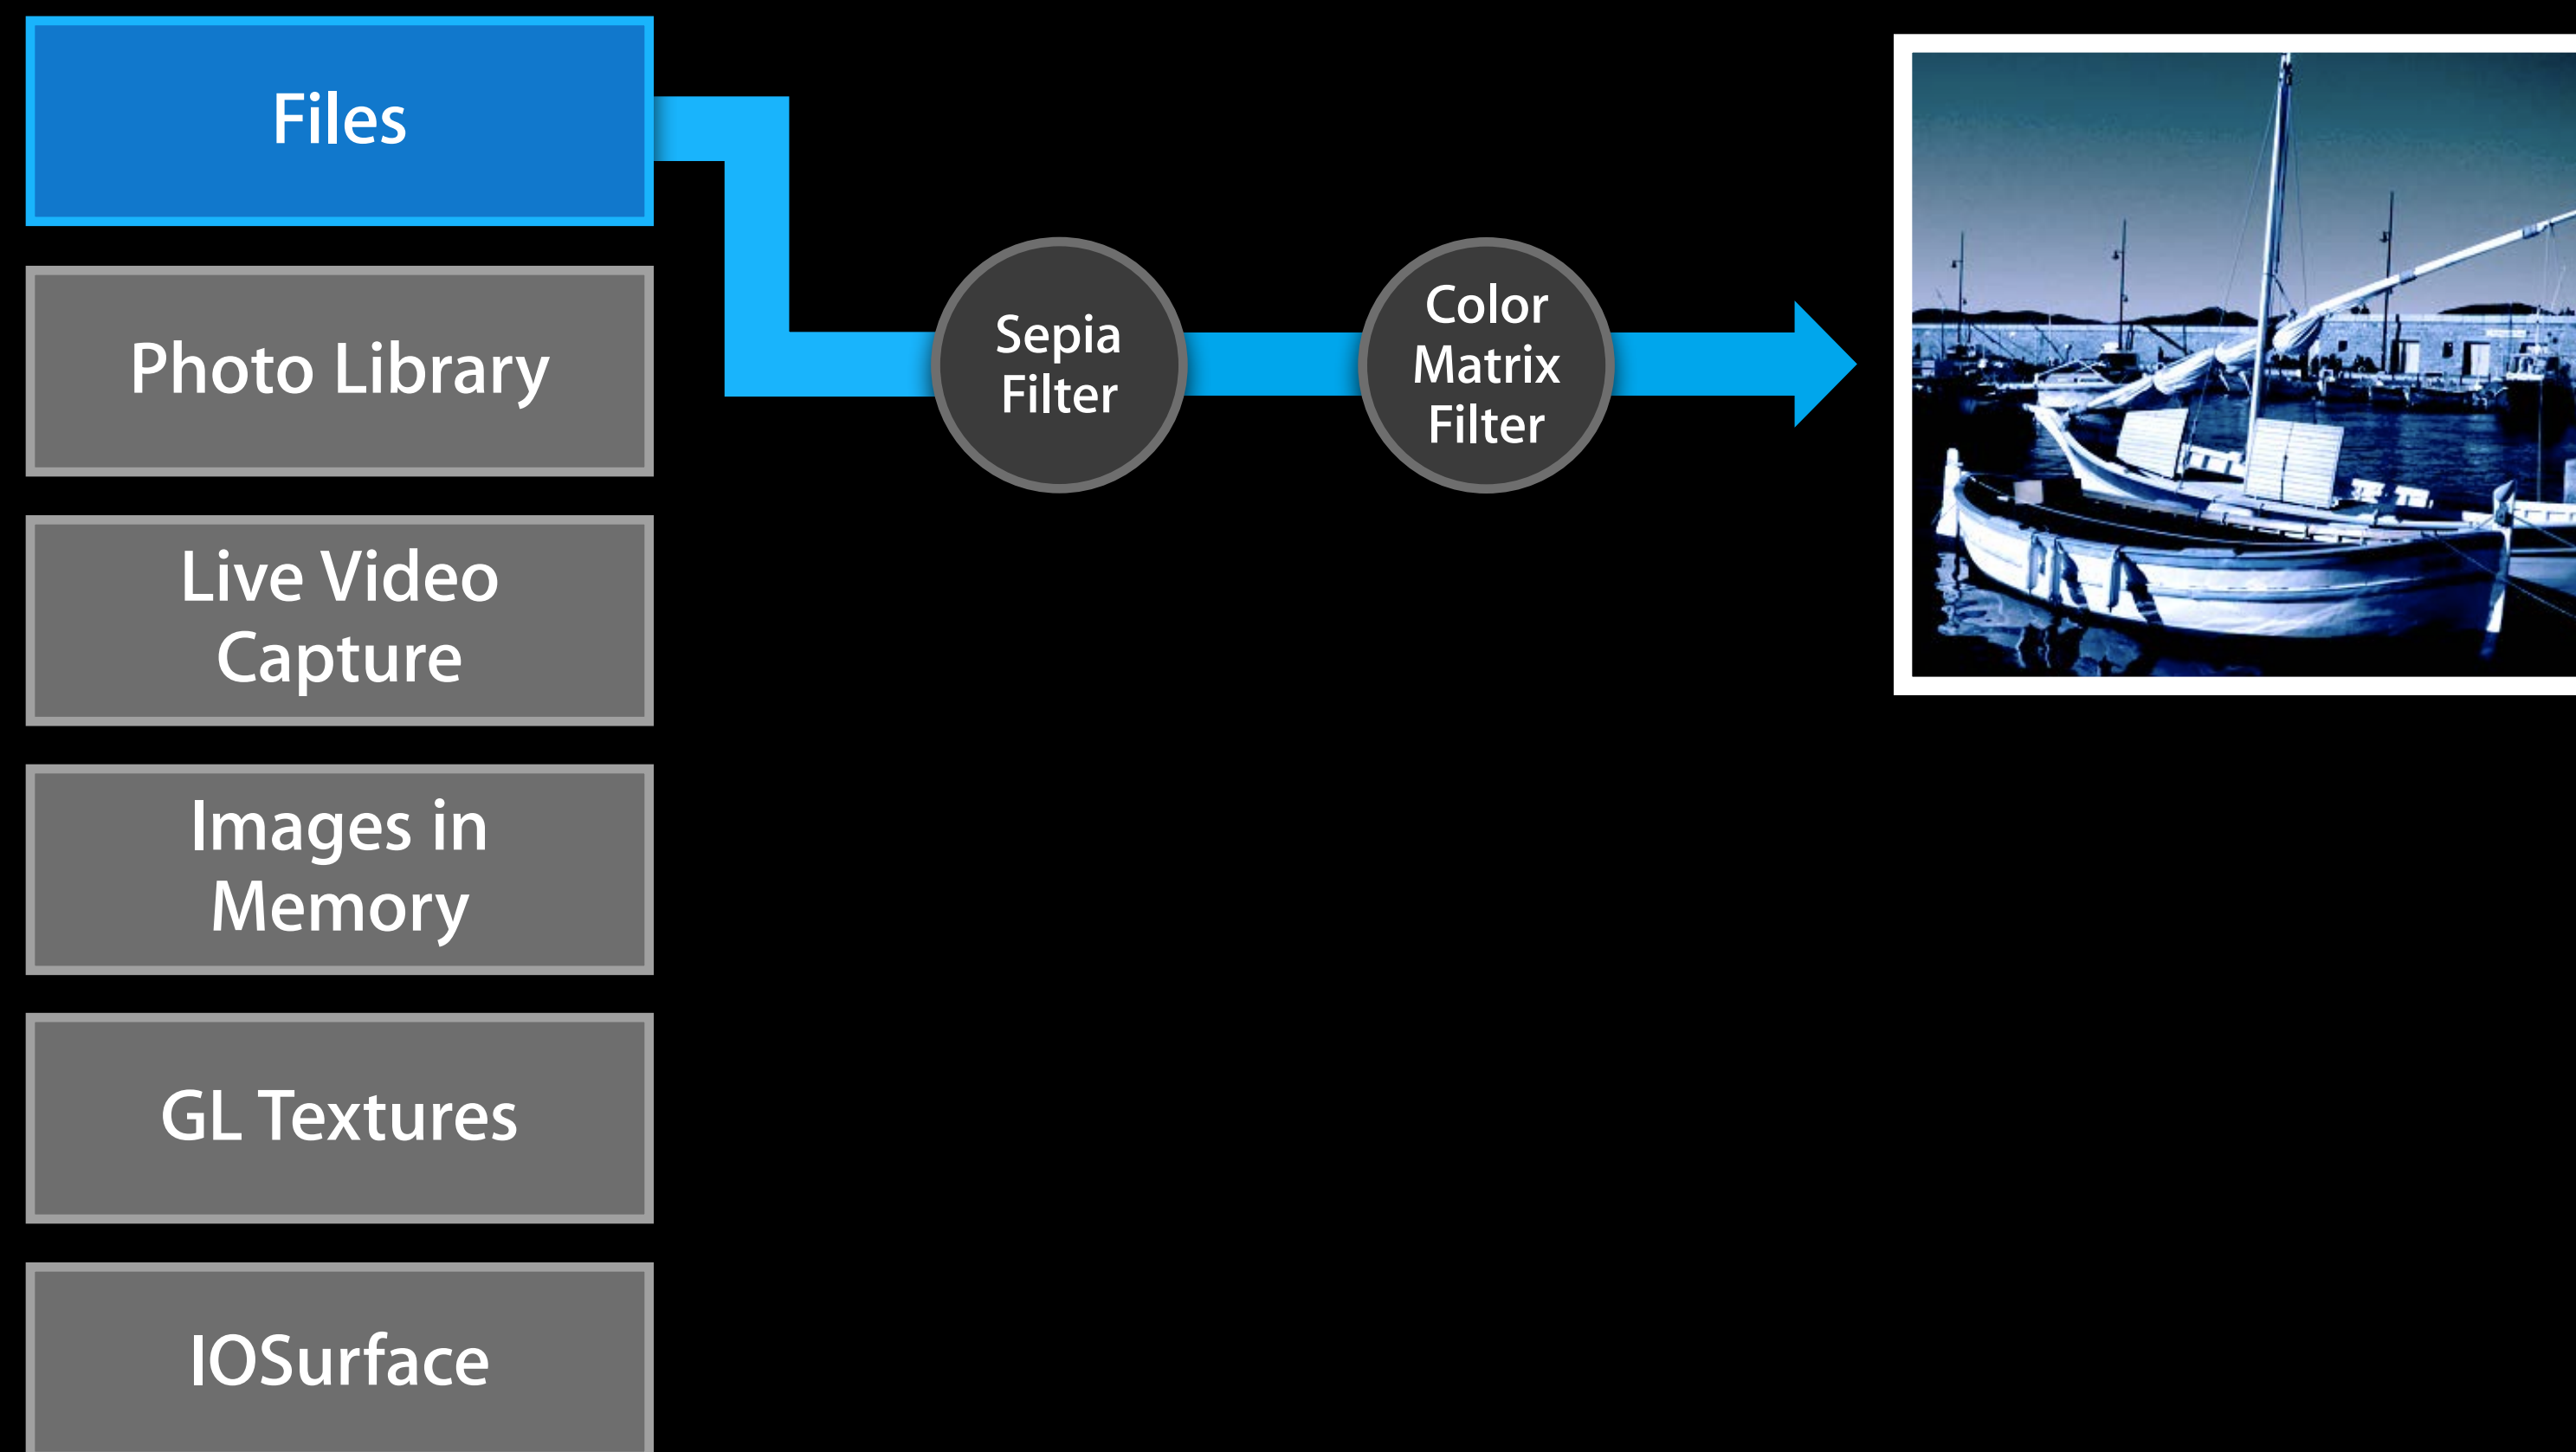 Files
Photo Library
Live Video
Capture
Images in
Memory
GL Textures
IOSurface
Sepia
Filter
Color
Matrix
Filter